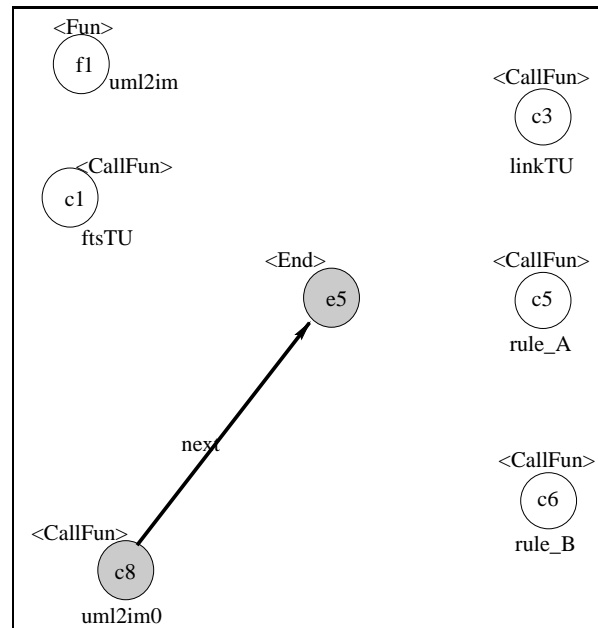 <Fun>
f1
uml2im
<CallFun>
c3
linkTU
<CallFun>
c1
ftsTU
<End>
e5
<CallFun>
c5
rule_A
next
<CallFun>
c6
rule_B
<CallFun>
c8
uml2im0